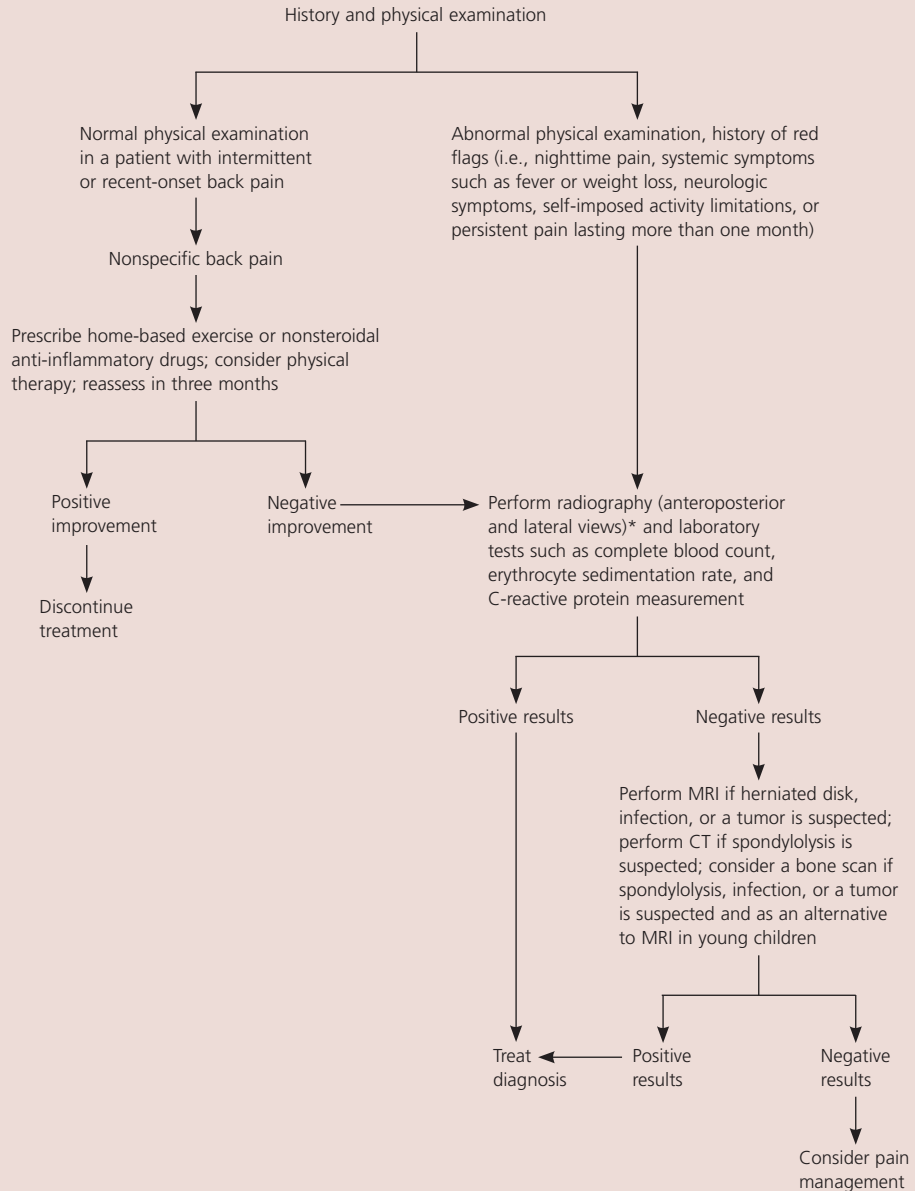 History and physical examination
Normal physical examination
in a patient with intermittent
or recent-onset back pain
Abnormal physical examination, history of red
flags (i.e., nighttime pain, systemic symptoms
such as fever or weight loss, neurologic
symptoms, self-imposed activity limitations, or
persistent pain lasting more than one month)
Nonspecific back pain
Prescribe home-based exercise or nonsteroidal
anti-inflammatory drugs; consider physical
therapy; reassess in three months
Positive
improvement
Negative
improvement
Discontinue
treatment
Perform radiography (anteroposterior
and lateral views)* and laboratory
tests such as complete blood count,
erythrocyte sedimentation rate, and
C-reactive protein measurement
Positive results
Negative results
Perform MRI if herniated disk,
infection, or a tumor is suspected;
perform CT if spondylolysis is
suspected; consider a bone scan if
spondylolysis, infection, or a tumor
is suspected and as an alternative
to MRI in young children
Treat
diagnosis
Positive
results
Negative
results
Consider pain
management